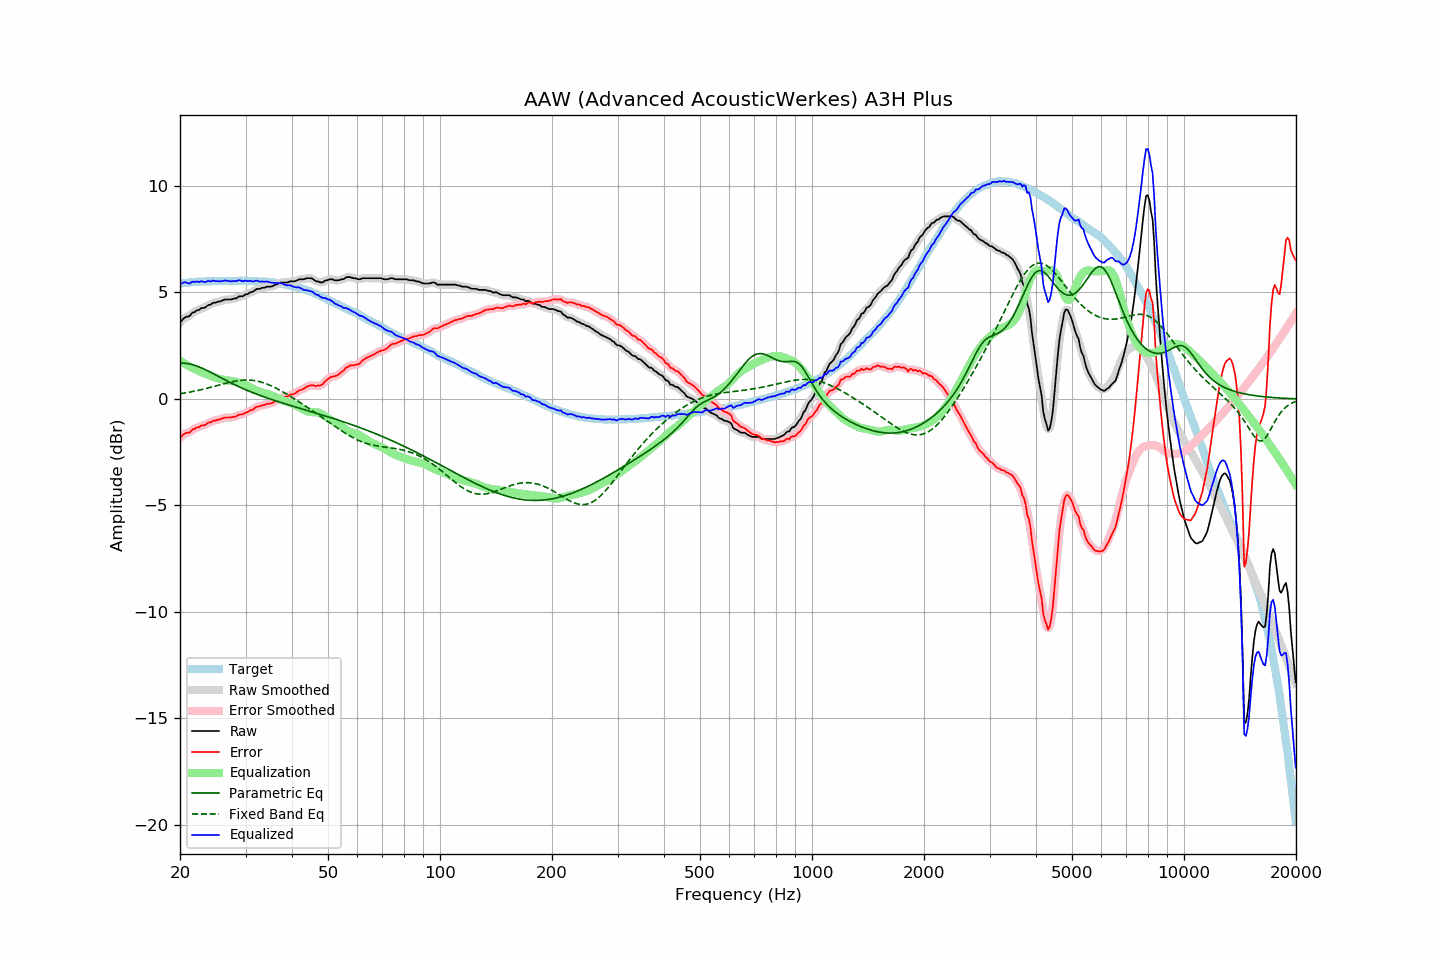 AAW (Advanced AcousticWerkes) A3H Plus
Amplitude (dBr)
10
5
0
−5
−10
−15
−20
Target
Raw Smoothed
Error Smoothed
Raw
Error
Equalization
Parametric Eq
Fixed Band Eq
Equalized
20 50 100 200 500 1000 2000 5000 10000 20000
Frequency (Hz)